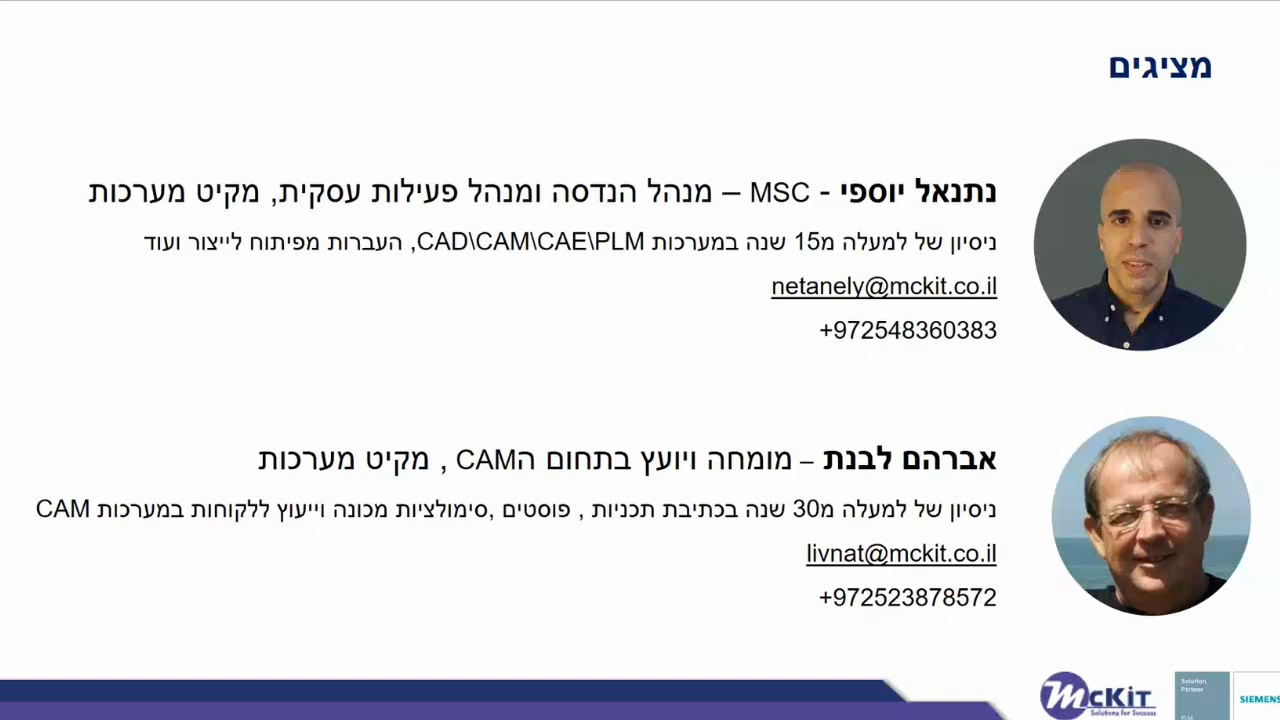 מציגים
נתנאל יוספי - MSC – מנהל הנדסה ומנהל פעילות עסקית, מקיט מערכות
ניסיון של למעלה מ15 שנה במערכות CAD\CAM\CAE\PLM, העברות מפיתוח לייצור ועוד
netanely@mckit.co.il
+972548360383
אברהם לבנת – מומחה ויועץ בתחום הCAM , מקיט מערכות
ניסיון של למעלה מ30 שנה בכתיבת תכניות , פוסטים ,סימולציות מכונה וייעוץ ללקוחות במערכות CAM
livnat@mckit.co.il
+972523878572
McKit
Solutions for Success
Solution
Partner
PLM
SIEMENS